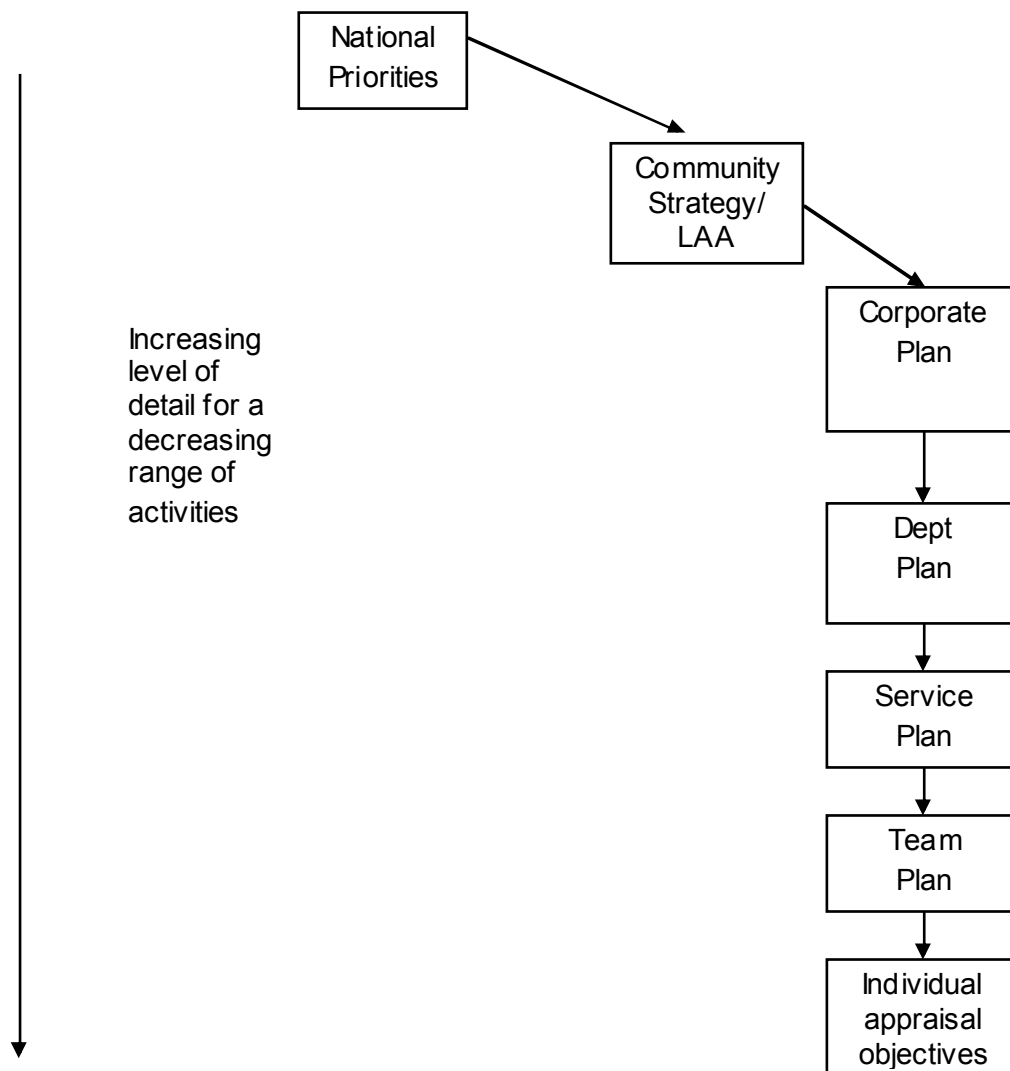 National
Priorities
Community
Strategy/
LAA
Corporate
Plan
Increasing
level of
detail for a
decreasing
range of
activities
Dept
Plan
Service
Plan
Team
Plan
Individual
appraisal
objectives